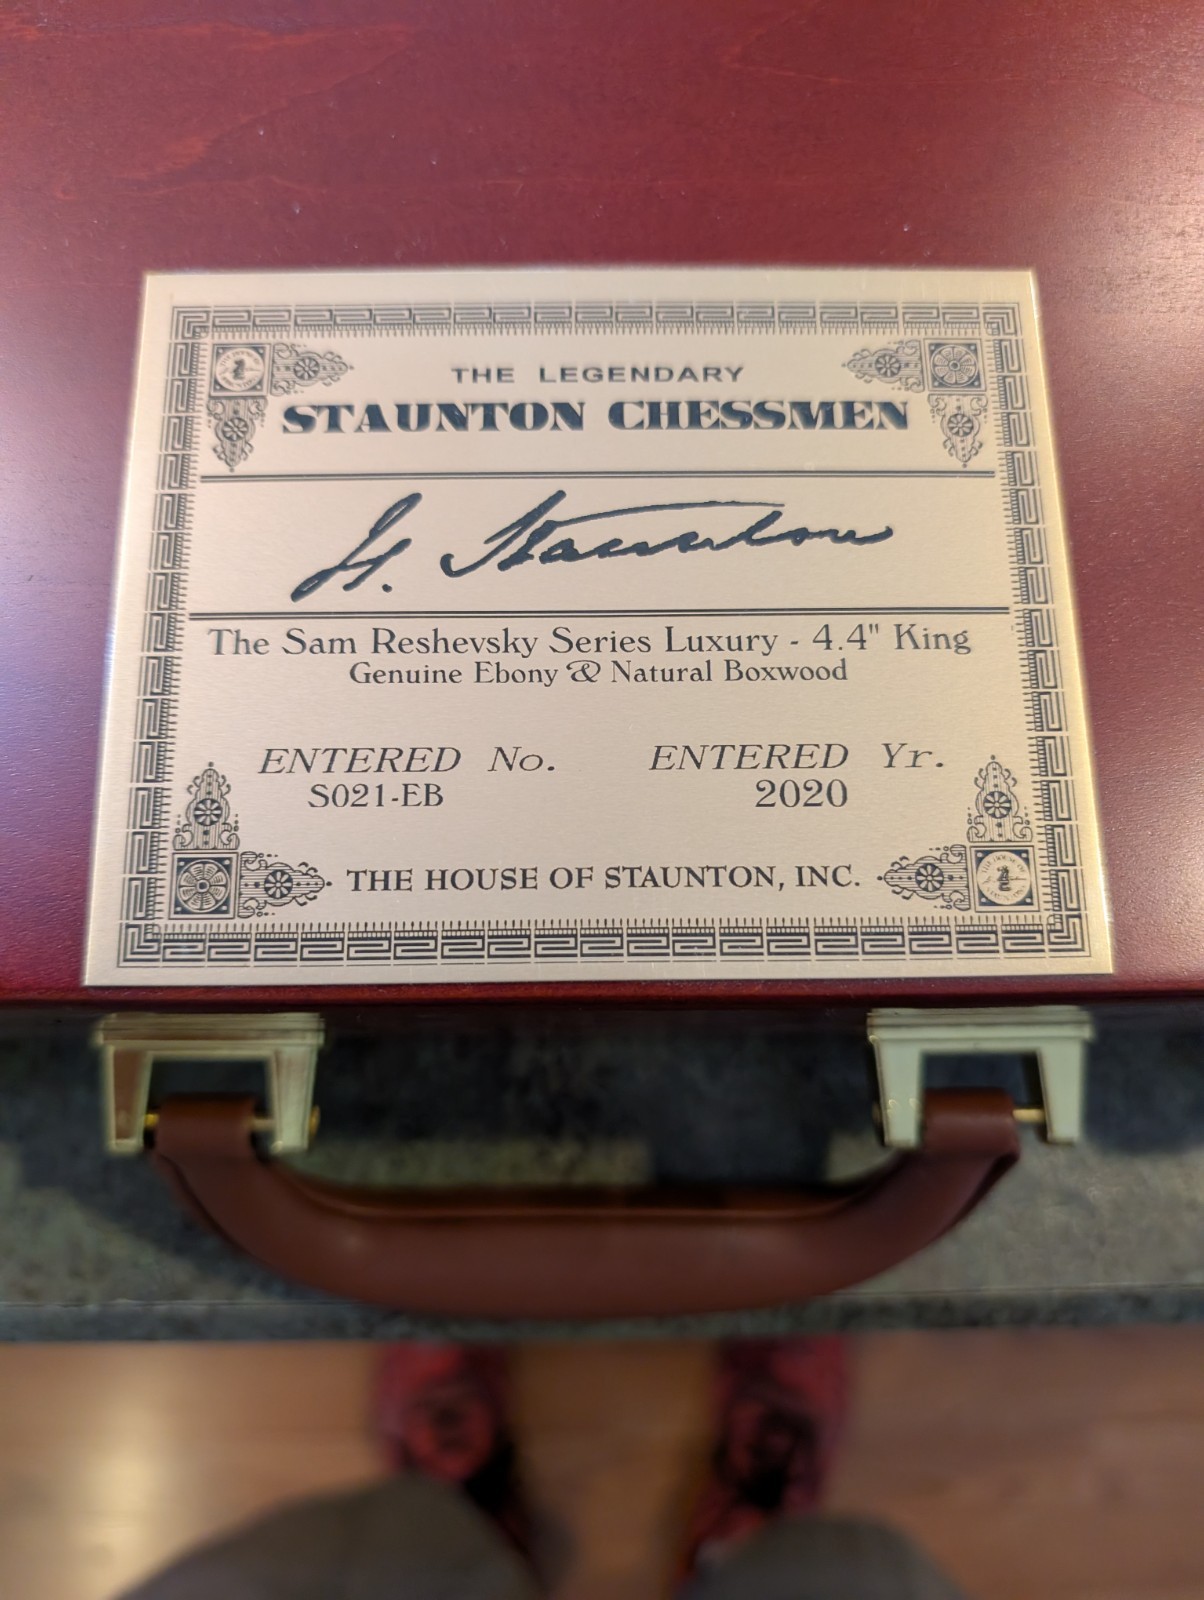 THE LEGENDARY
STAUNTON CHESSMEN
H. Staunton
The Sam Reshevsky Series Luxury - 4.4" King
Genuine Ebony & Natural Boxwood
ENTERED No. ENTERED Yr.
S021-EB 2020
THE HOUSE OF STAUNTON, INC.